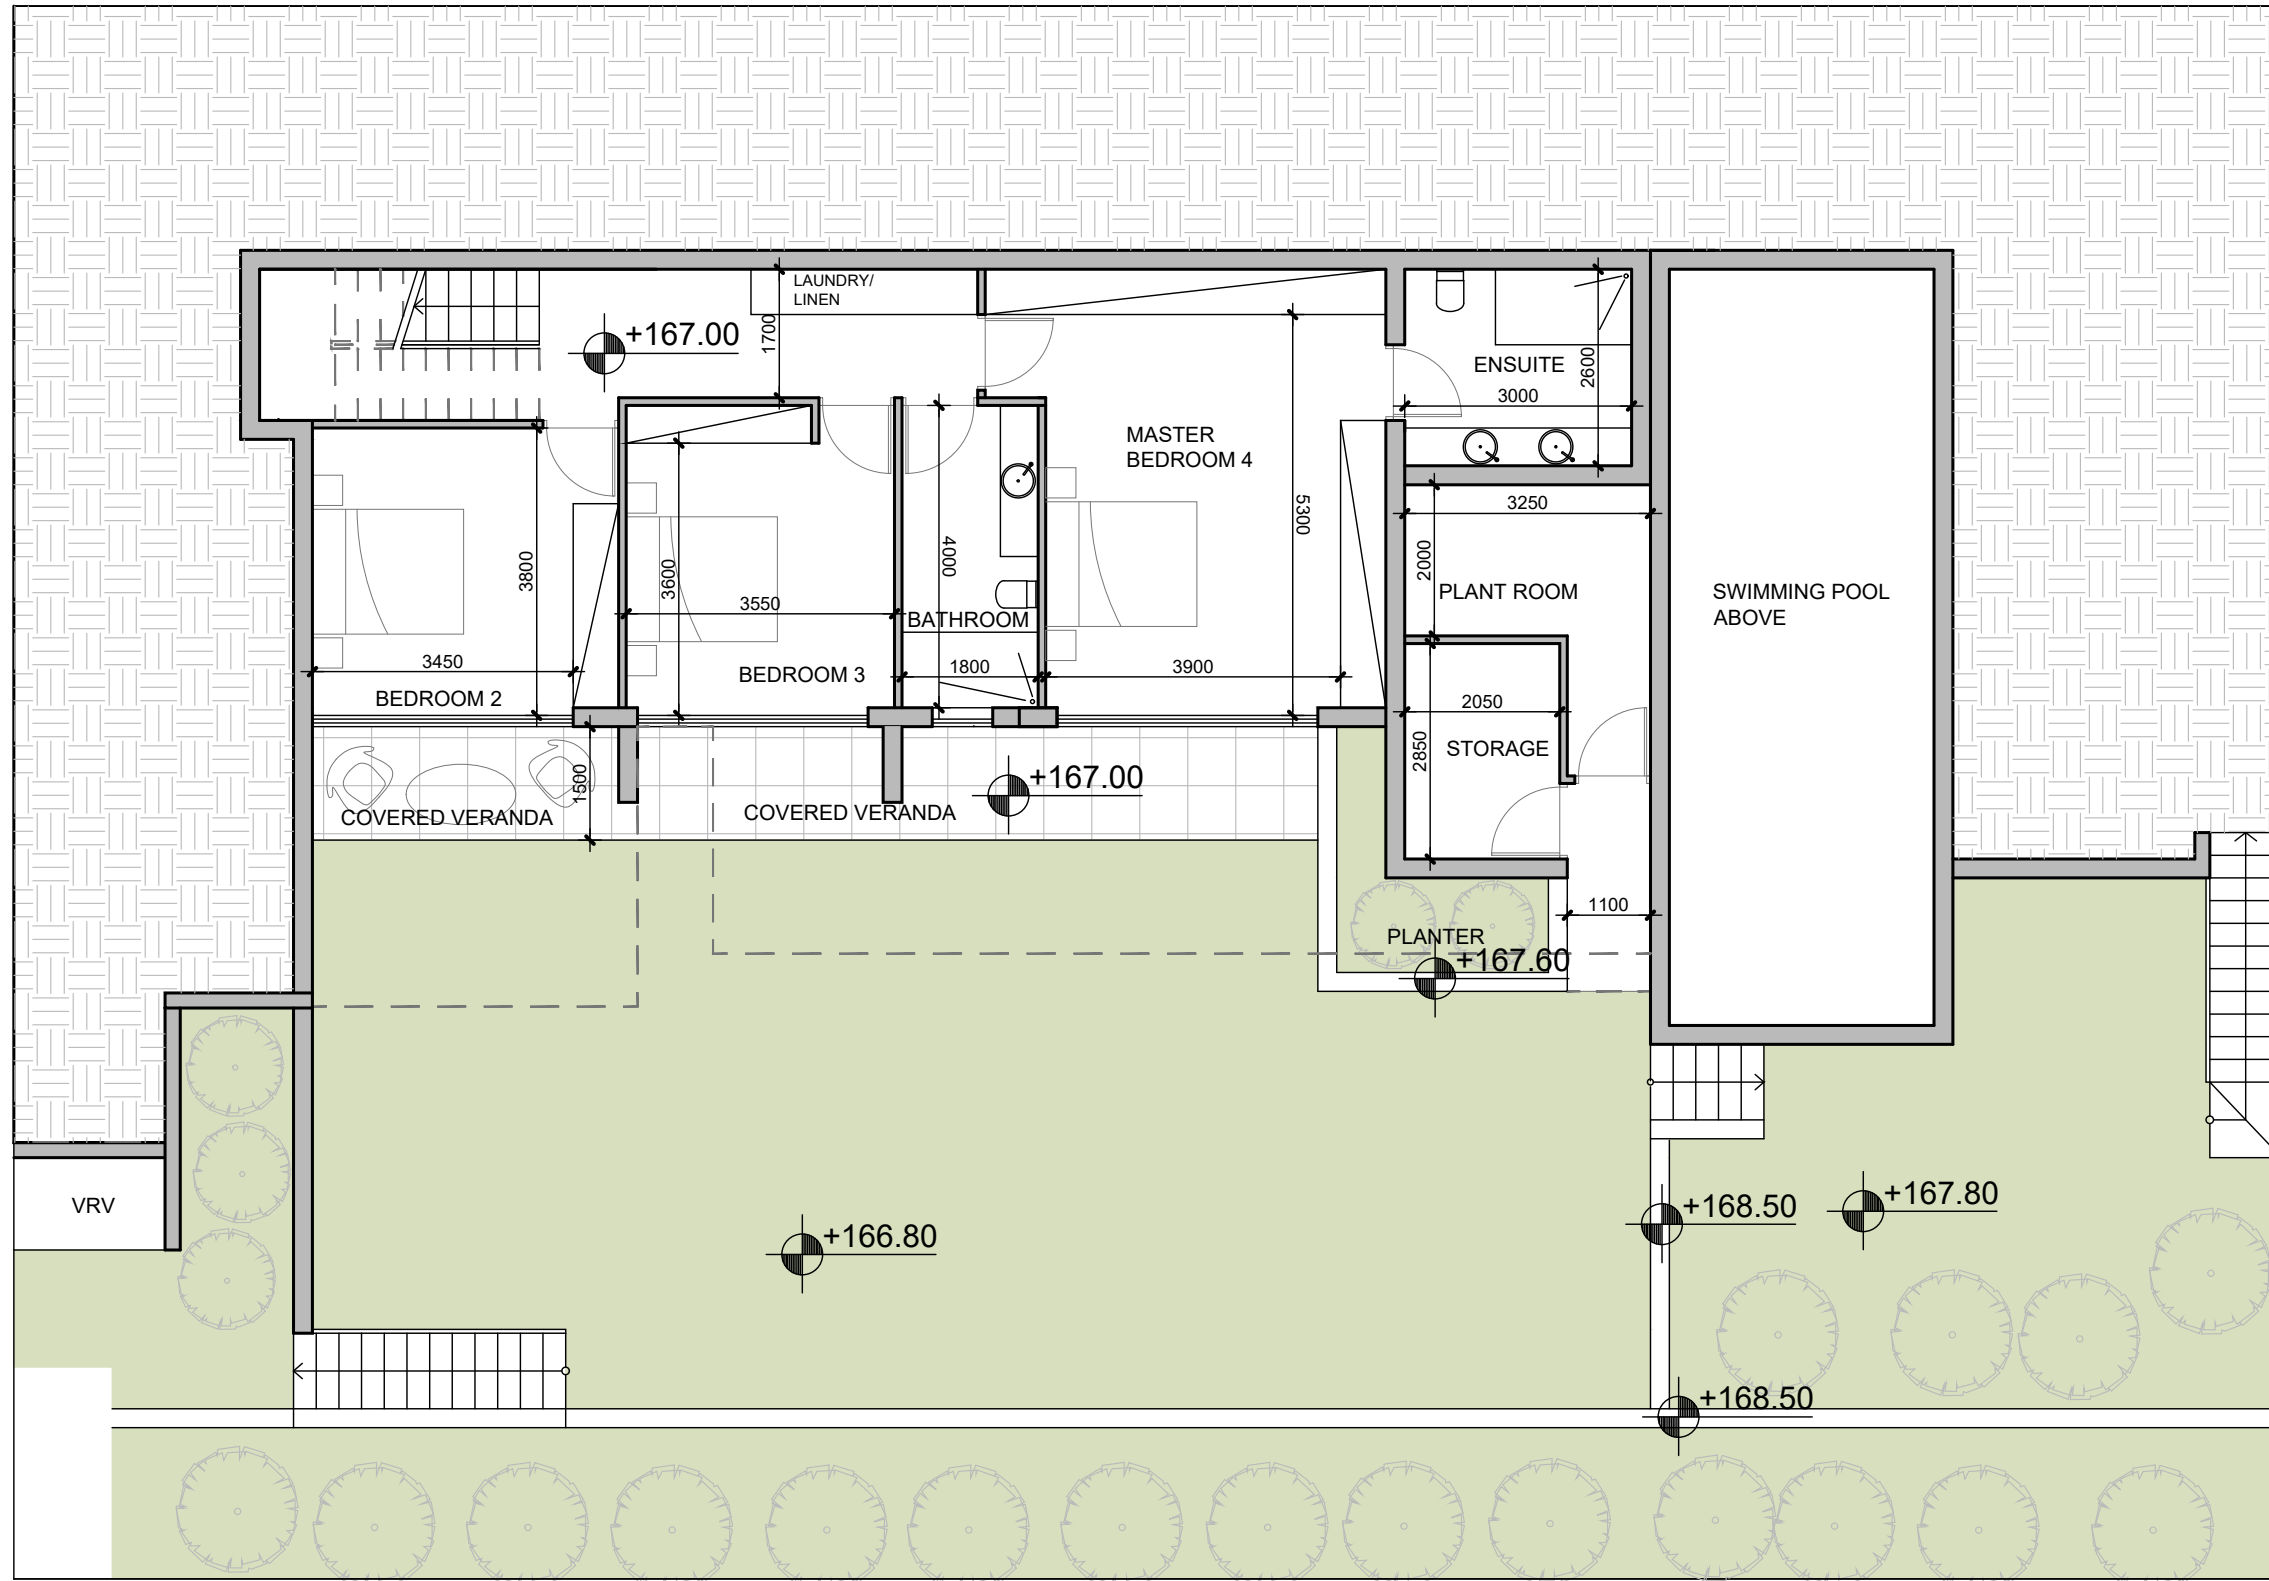 LAUNDRY/
LINEN
+167.00
1700
ENSUITE
2600
3000
MASTER
BEDROOM 4
5300
3250
2000
PLANT ROOM
SWIMMING POOL
ABOVE
3800
3600
3550
4000
BATHROOM
3450
BEDROOM 2
BEDROOM 3
1800
3900
2050
STORAGE
2850
1500
COVERED VERANDA
COVERED VERANDA
+167.00
1100
PLANTER
+167.60
VRV
+166.80
+168.50
+167.80
+168.50